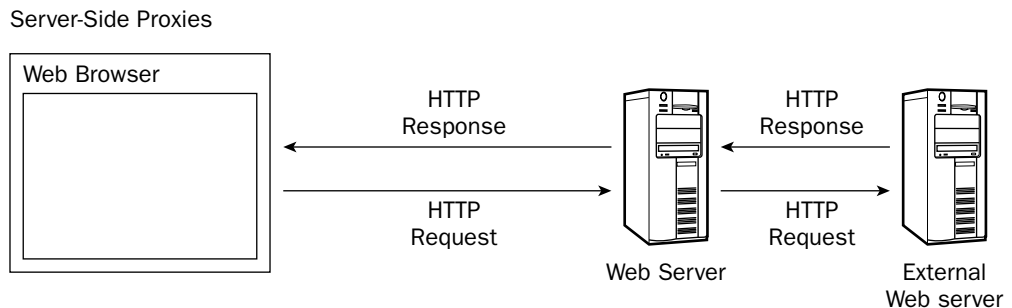 Server-Side Proxies
Web Browser
HTTP
Response
HTTP
Response
HTTP
Request
HTTP
Request
Web Server
External
Web server